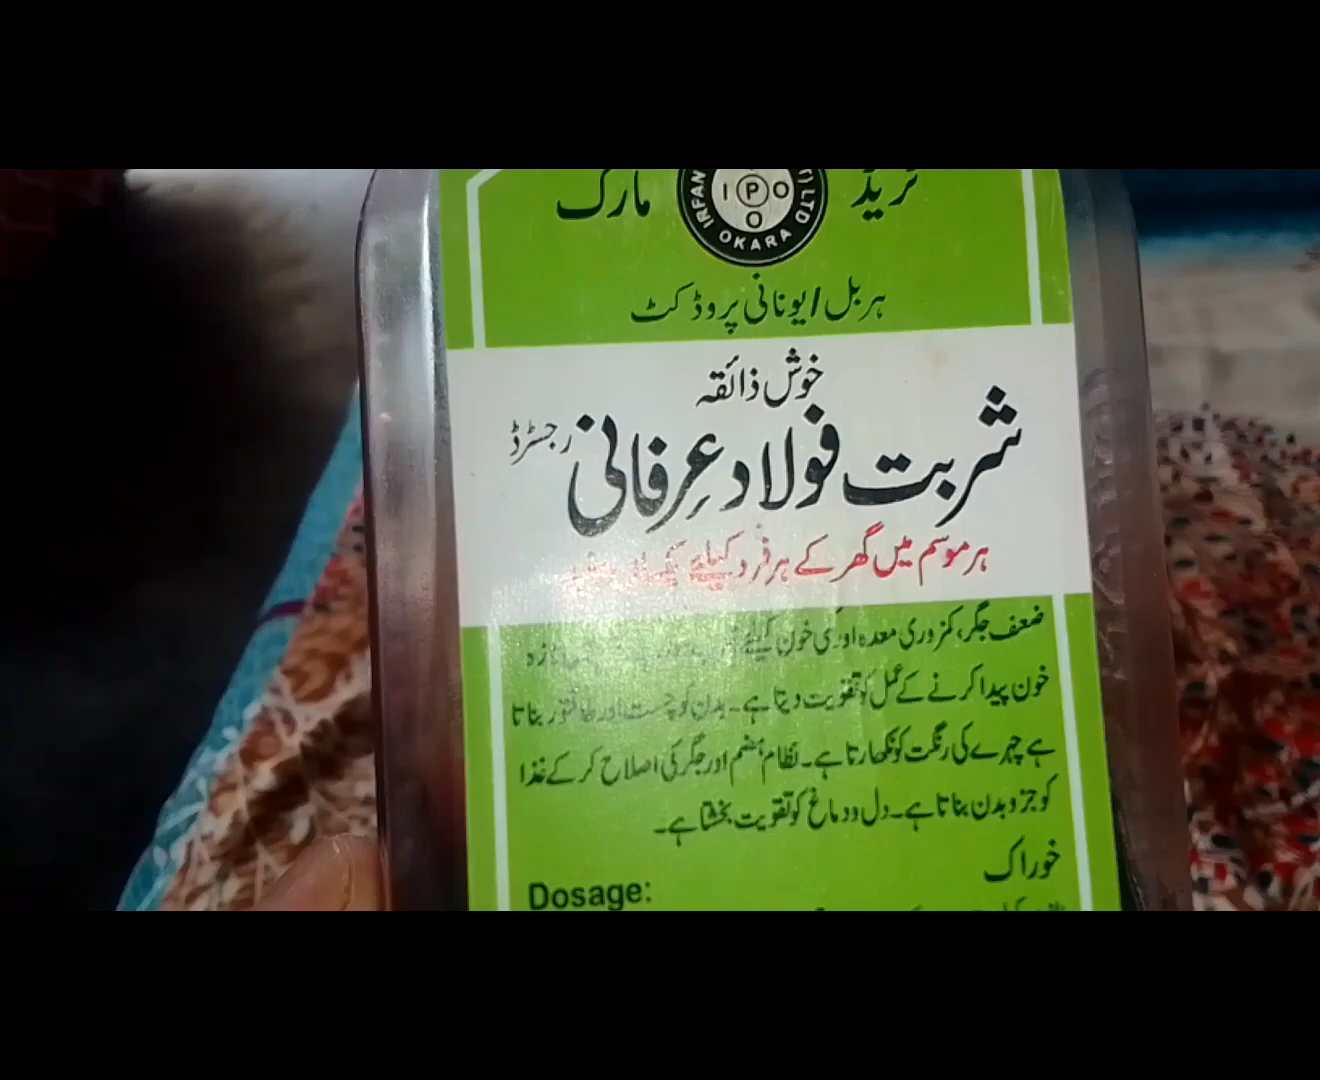 ٹریڈ مارک
IRFAN
I P O
O
LTD
OKARA
ہربل/یونانی پروڈکٹ
خوش ذائقہ
شربت فولاد عرفانی رجسٹرڈ
ہر موسم میں گھر کے ہر فرد کیلئے یکساں
ضعف جگر، کمزوری معدہ اور کمی خون کیلئے تازہ
خون پیدا کرنے کے عمل کو تقویت دیتا ہے۔ بدن کو چست اور طاقتور بناتا
ہے چہرے کی رنگت کو نکھارتا ہے۔ نظام ہضم اور جگر کی اصلاح کر کے غذا
کو جزو بدن بناتا ہے۔ دل و دماغ کو تقویت بخشتا ہے۔
خوراک
Dosage: